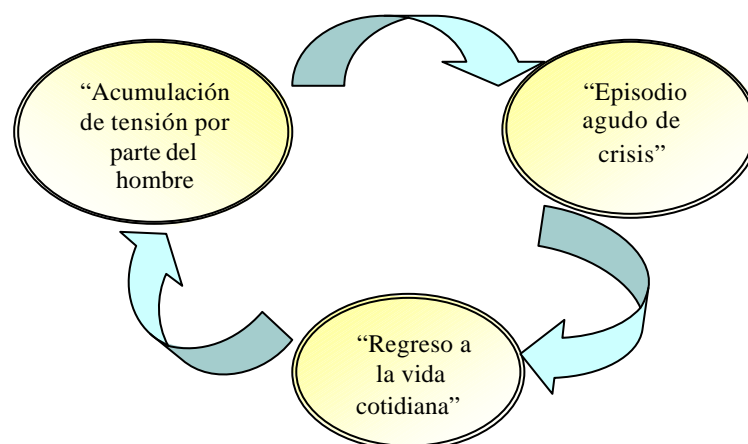 “Acumulación
de tensión por
parte del
hombre
“Episodio
agudo de
crisis”
“Regreso a
la vida
cotidiana”